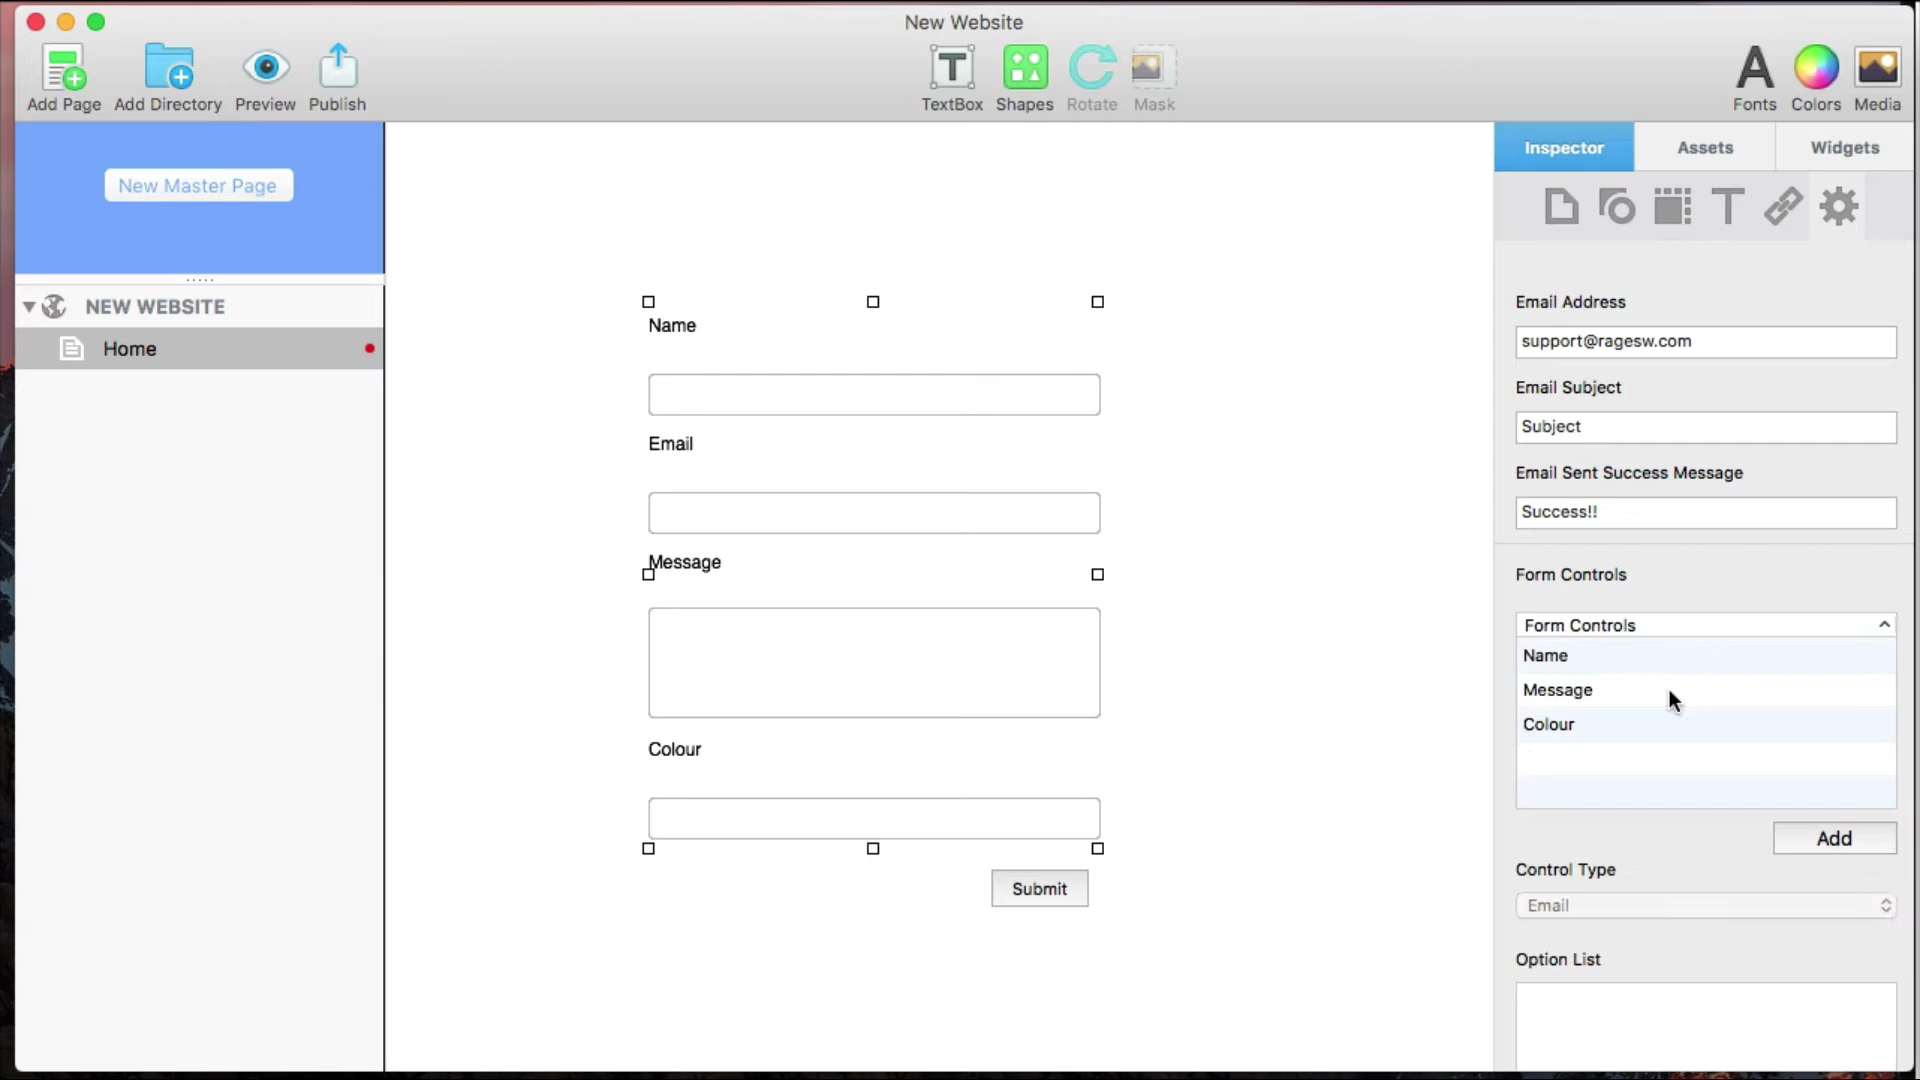 New Website
Add Page
Add Directory
Preview
Publish
TextBox
Shapes
Rotate
Mask
Fonts
Colors
Media
New Master Page
NEW WEBSITE
Home
Name
Email
Message
Colour
Submit
Inspector
Assets
Widgets
Email Address
support@ragesw.com
Email Subject
Subject
Email Sent Success Message
Success!!
Form Controls
Form Controls
Name
Message
Colour
Add
Control Type
Email
Option List